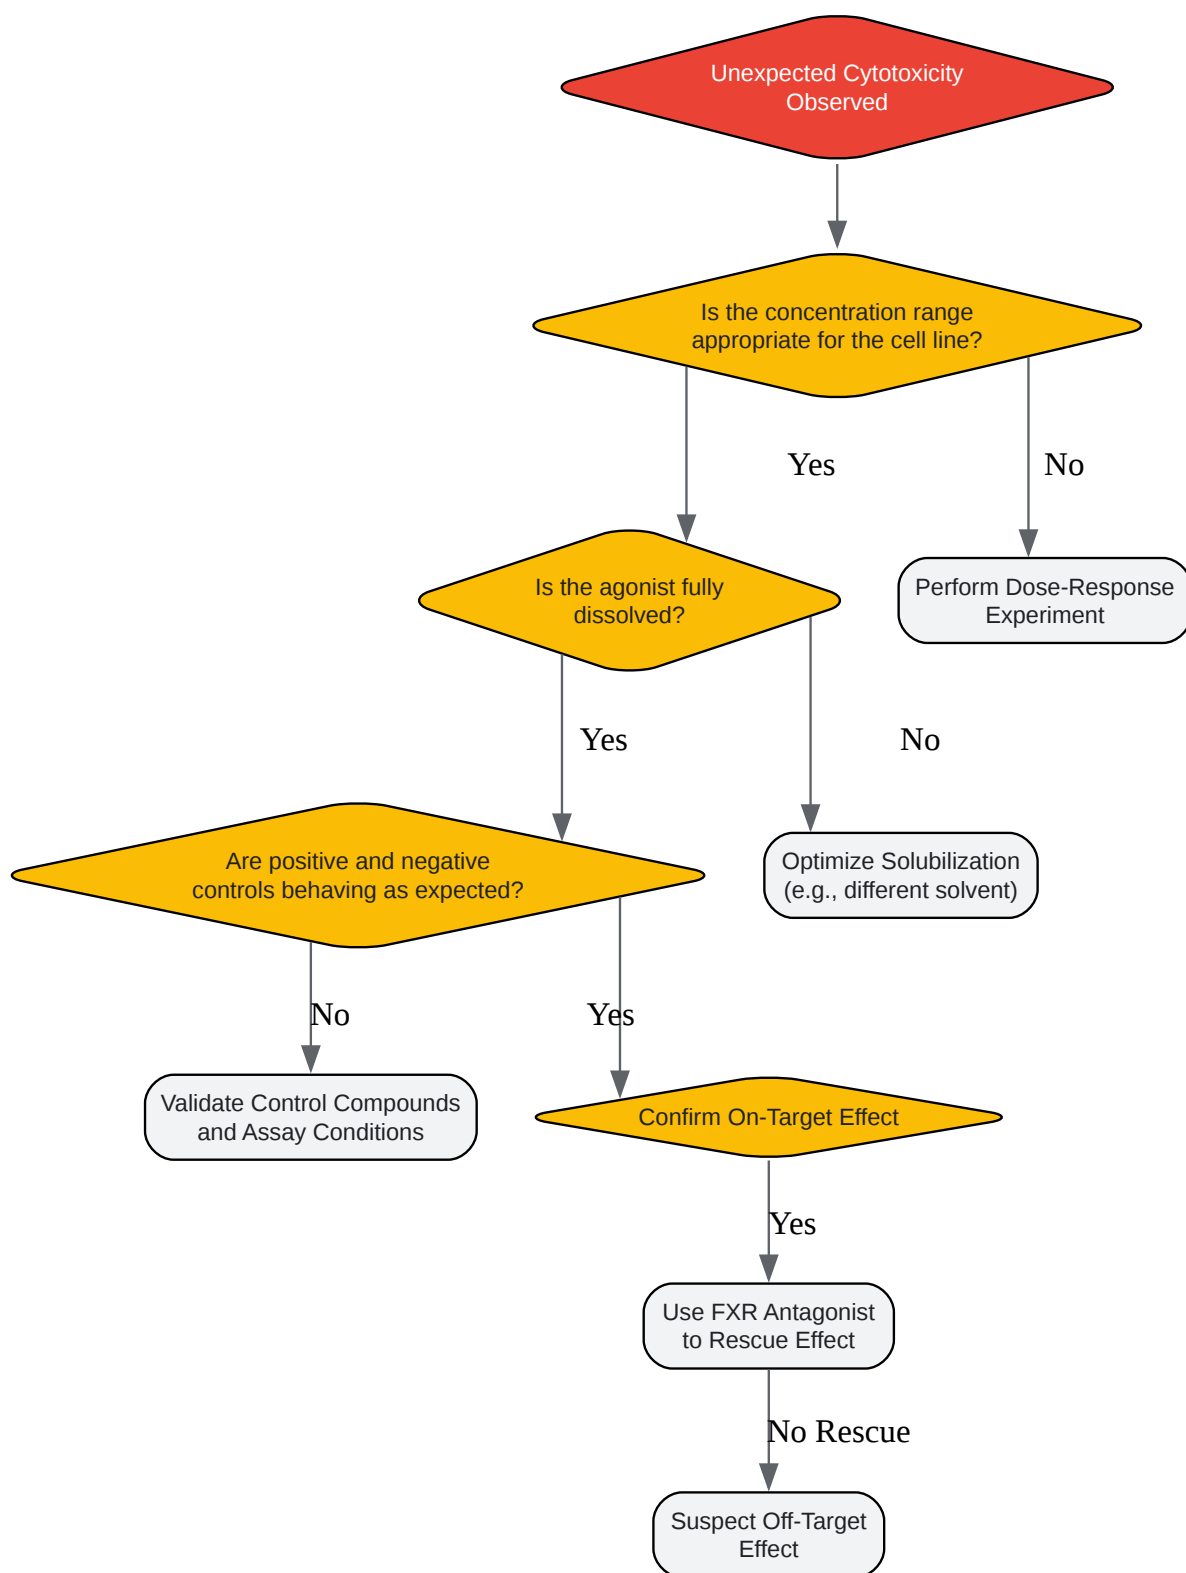 Unexpected Cytotoxicity
Observed
Is the concentration range
appropriate for the cell line?
Yes
No
Is the agonist fully
dissolved?
Perform Dose-Response
Experiment
Yes
No
Are positive and negative
controls behaving as expected?
Optimize Solubilization
(e.g., different solvent)
No
Yes
Validate Control Compounds
and Assay Conditions
Confirm On-Target Effect
Yes
Use FXR Antagonist
to Rescue Effect
No Rescue
Suspect Off-Target
Effect